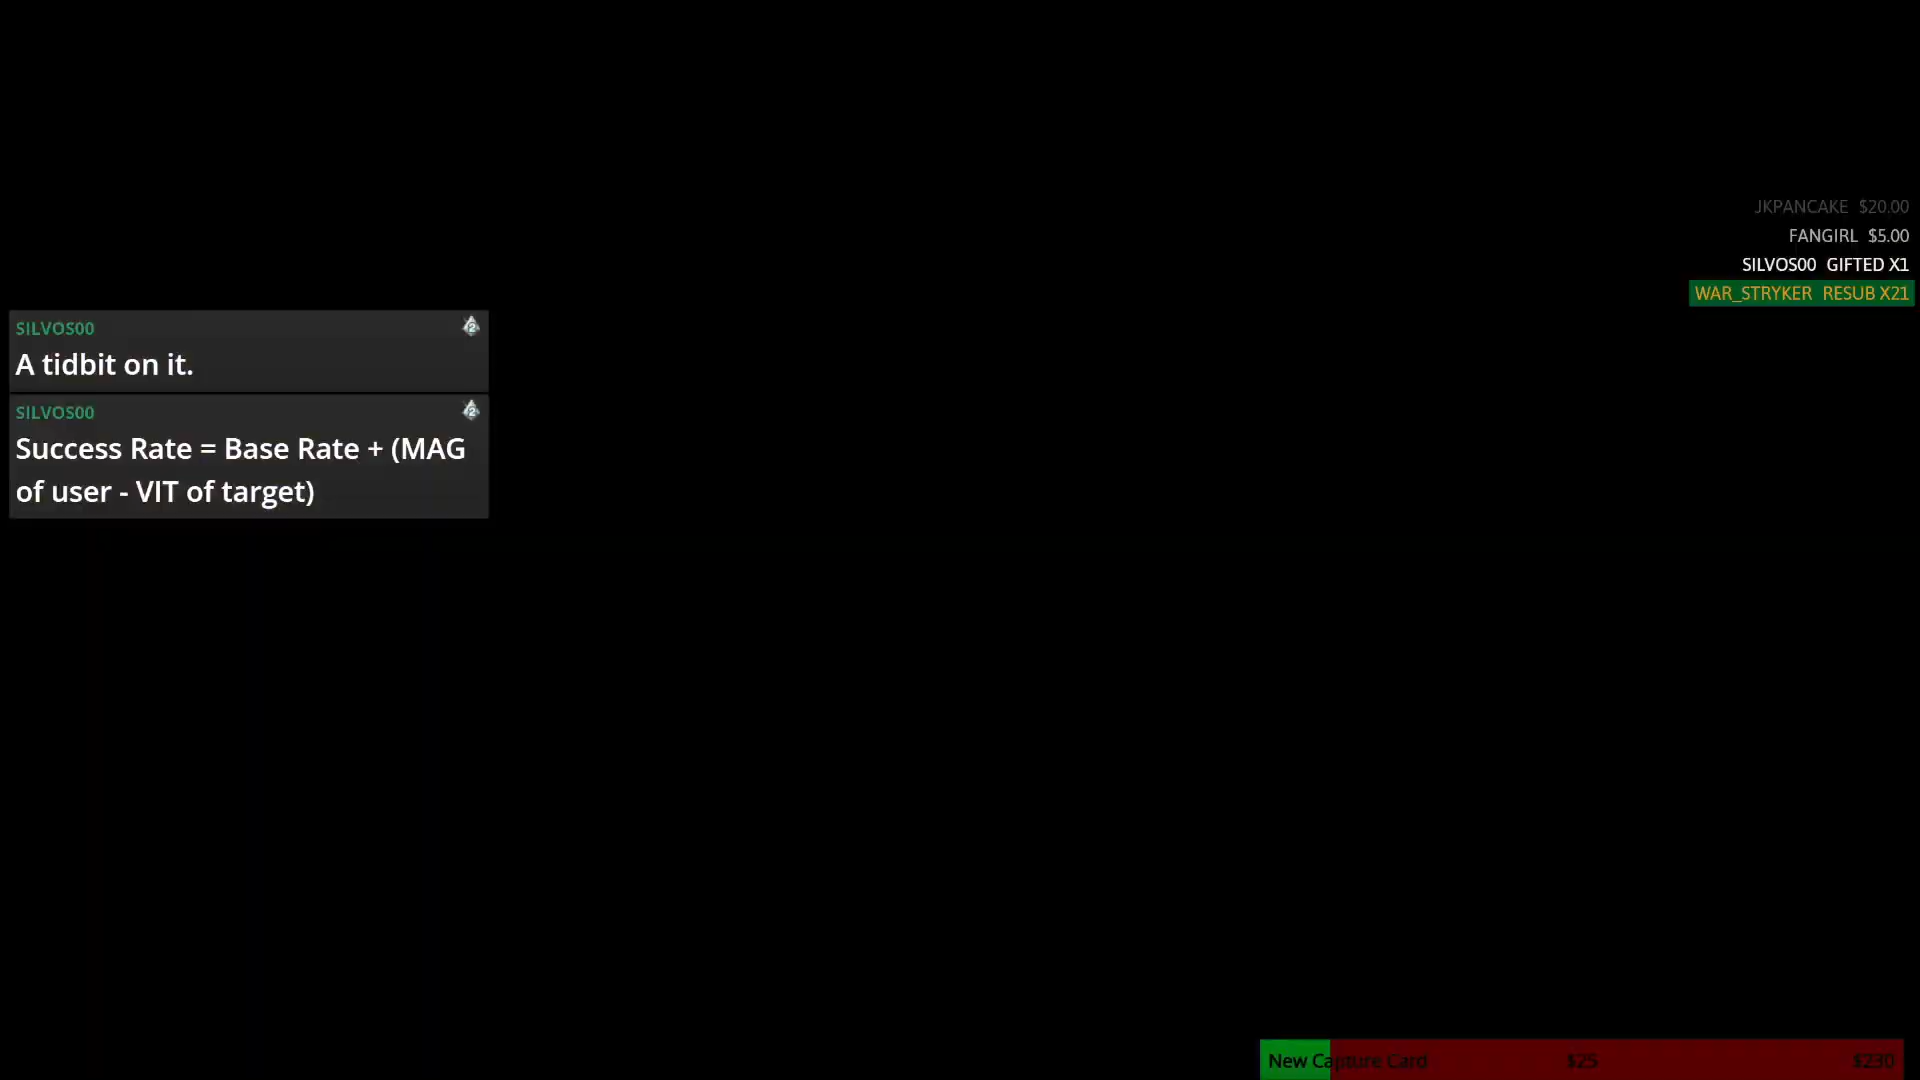 JKPANCAKE $20.00
FANGIRL $5.00
SILVOS00 GIFTED X1
WAR_STRYKER RESUB X21
SILVOS00
A tidbit on it.
SILVOS00
Success Rate = Base Rate + (MAG
of user - VIT of target)
New Capture Card $25 $230